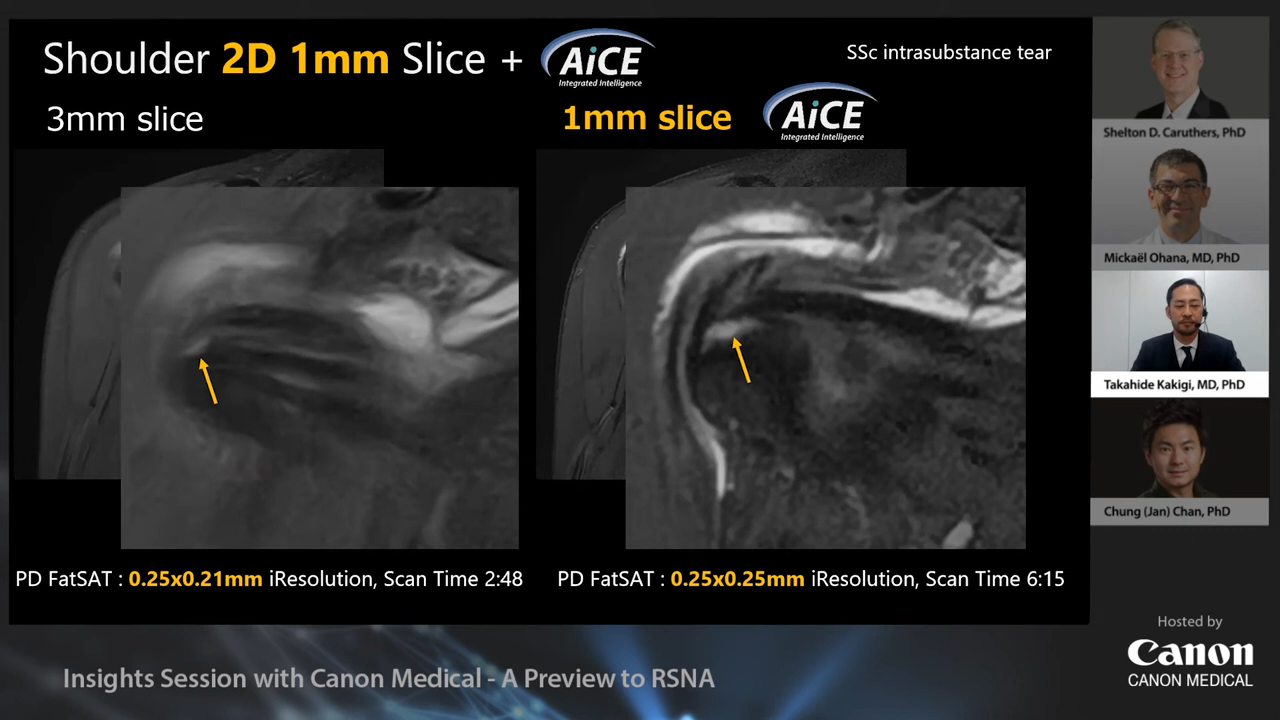 Shoulder 2D 1mm Slice + AiCE
Integrated Intelligence
SSc intrasubstance tear
3mm slice
1mm slice AiCE
Integrated Intelligence
PD FatSAT : 0.25x0.21mm iResolution, Scan Time 2:48
PD FatSAT : 0.25x0.25mm iResolution, Scan Time 6:15
Shelton D. Caruthers, PhD
Mickaël Ohana, MD, PhD
Takahide Kakigi, MD, PhD
Chung (Jan) Chan, PhD
Hosted by
Canon
CANON MEDICAL
Insights Session with Canon Medical - A Preview to RSNA